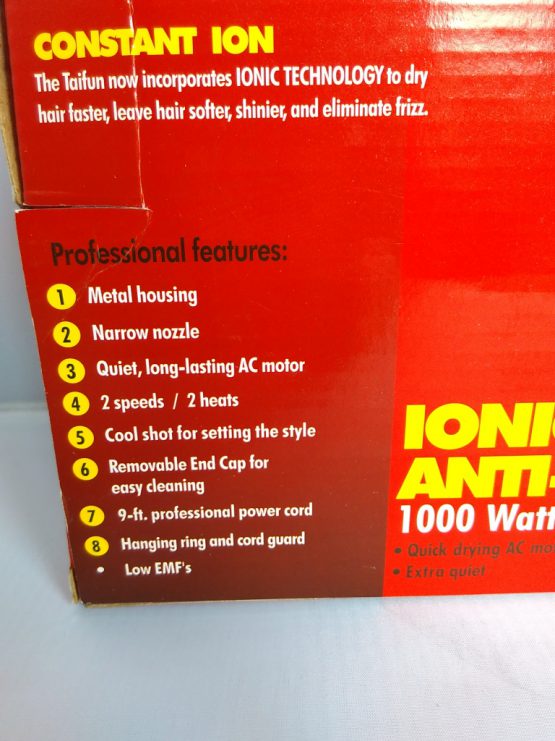 CONSTANT ION
The Taifun now incorporates IONIC TECHNOLOGY to dry
hair faster, leave hair softer, shinier, and eliminate frizz.
Professional features:
1 Metal housing
2 Narrow nozzle
3 Quiet, long-lasting AC motor
4 2 speeds / 2 heats
5 Cool shot for setting the style
6 Removable End Cap for
easy cleaning
7 9-ft. professional power cord
8 Hanging ring and cord guard
• Low EMF's
IONIC
ANTI-
1000 Watt
• Quick drying AC mo
• Extra quiet